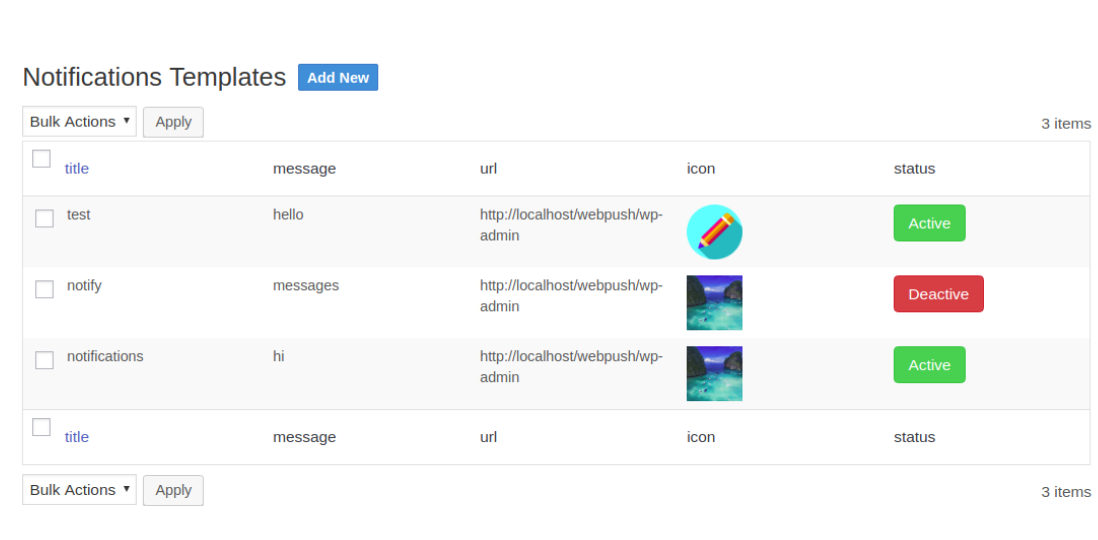 Notifications Templates Add New
Bulk Actions ▾ Apply 3 items
title message url icon status
test hello http://localhost/webpush/wp- Active
admin
notify messages http://localhost/webpush/wp- Deactive
admin
notifications hi http://localhost/webpush/wp- Active
admin
title message url icon status
Bulk Actions ▾ Apply 3 items